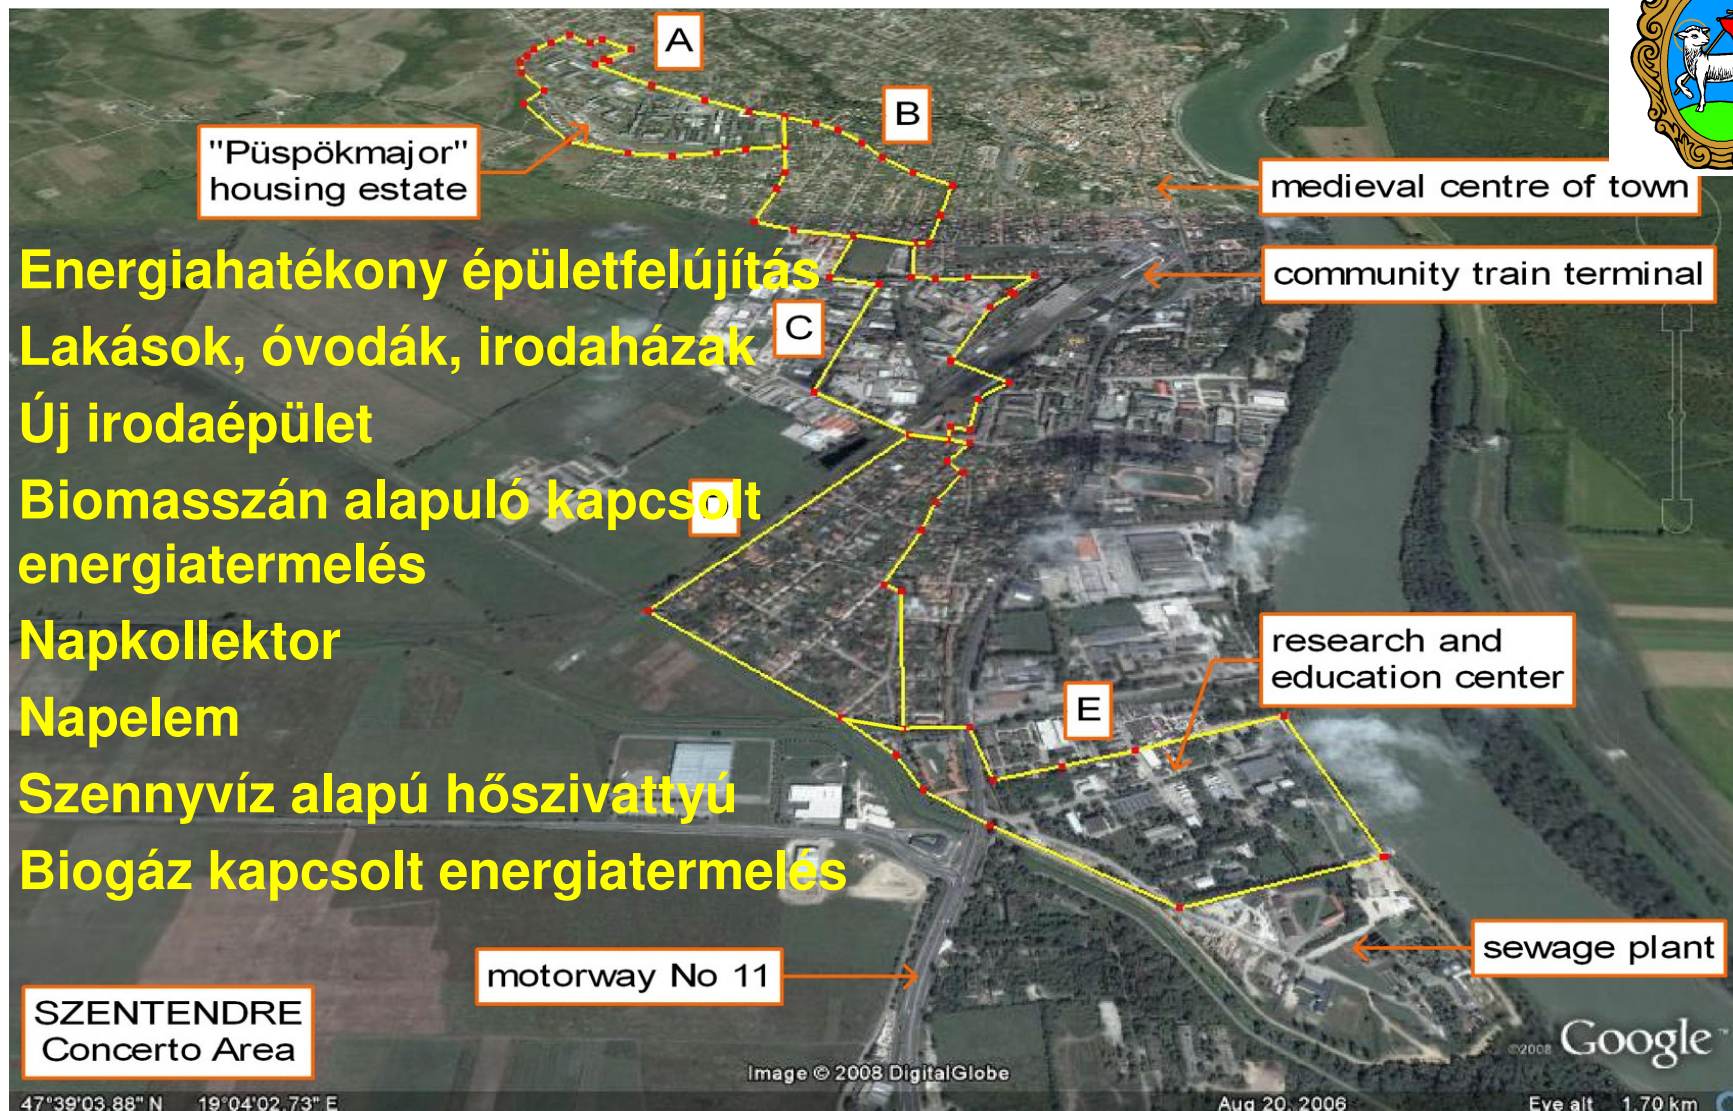 A
B
"Püspökmajor"
housing estate
medieval centre of town
community train terminal
Energiahatékony épületfelújítás
Lakások, óvodák, irodaházak
C
Új irodaépület
Biomasszán alapuló kapcsolt
energiatermelés
Napkollektor
Napelem
Szennyvíz alapú hőszivattyú
Biogáz kapcsolt energiatermelés
research and
education center
E
motorway No 11
sewage plant
SZENTENDRE
Concerto Area
©2008 Google
Image © 2008 DigitalGlobe
47°39'03.88" N 19°04'02.73" E
Aug 20, 2006
Eye alt 1.70 km